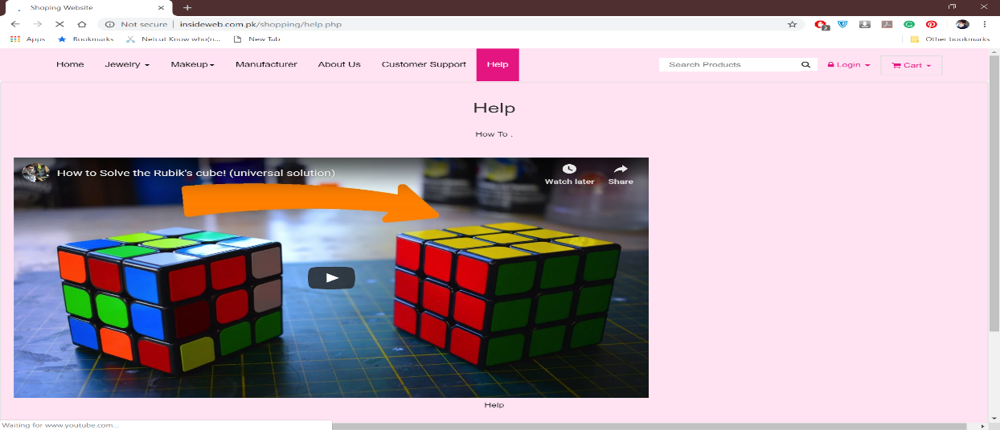 Shoping Website
Not secure | insideweb.com.pk/shopping/help.php
2
Apps Bookmarks Netcut Know who(n... New Tab Other bookmarks
Home Jewelry Makeup Manufacturer About Us Customer Support Help Search Products Login Cart
Help
How To .
How to Solve the Rubik's cube! (universal solution)
Watch later Share
Help
Waiting for www.youtube.com...